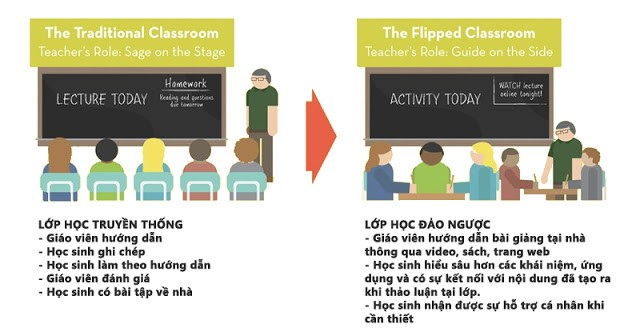 The Traditional Classroom
Teacher's Role: Sage on the Stage
LECTURE TODAY
Homework
Reading and questions
due tomorrow
LỚP HỌC TRUYỀN THỐNG
- Giáo viên hướng dẫn
- Học sinh ghi chép
- Học sinh làm theo hướng dẫn
- Giáo viên đánh giá
- Học sinh có bài tập về nhà
The Flipped Classroom
Teacher's Role: Guide on the Side
ACTIVITY TODAY
WATCH lecture
online tonight!
LỚP HỌC ĐẢO NGƯỢC
- Giáo viên hướng dẫn bài giảng tại nhà
thông qua video, sách, trang web
- Học sinh hiểu sâu hơn các khái niệm, ứng
dụng và có sự kết nối với nội dung đã tạo ra
khi thảo luận tại lớp.
- Học sinh nhận được sự hỗ trợ cá nhân khi
cần thiết